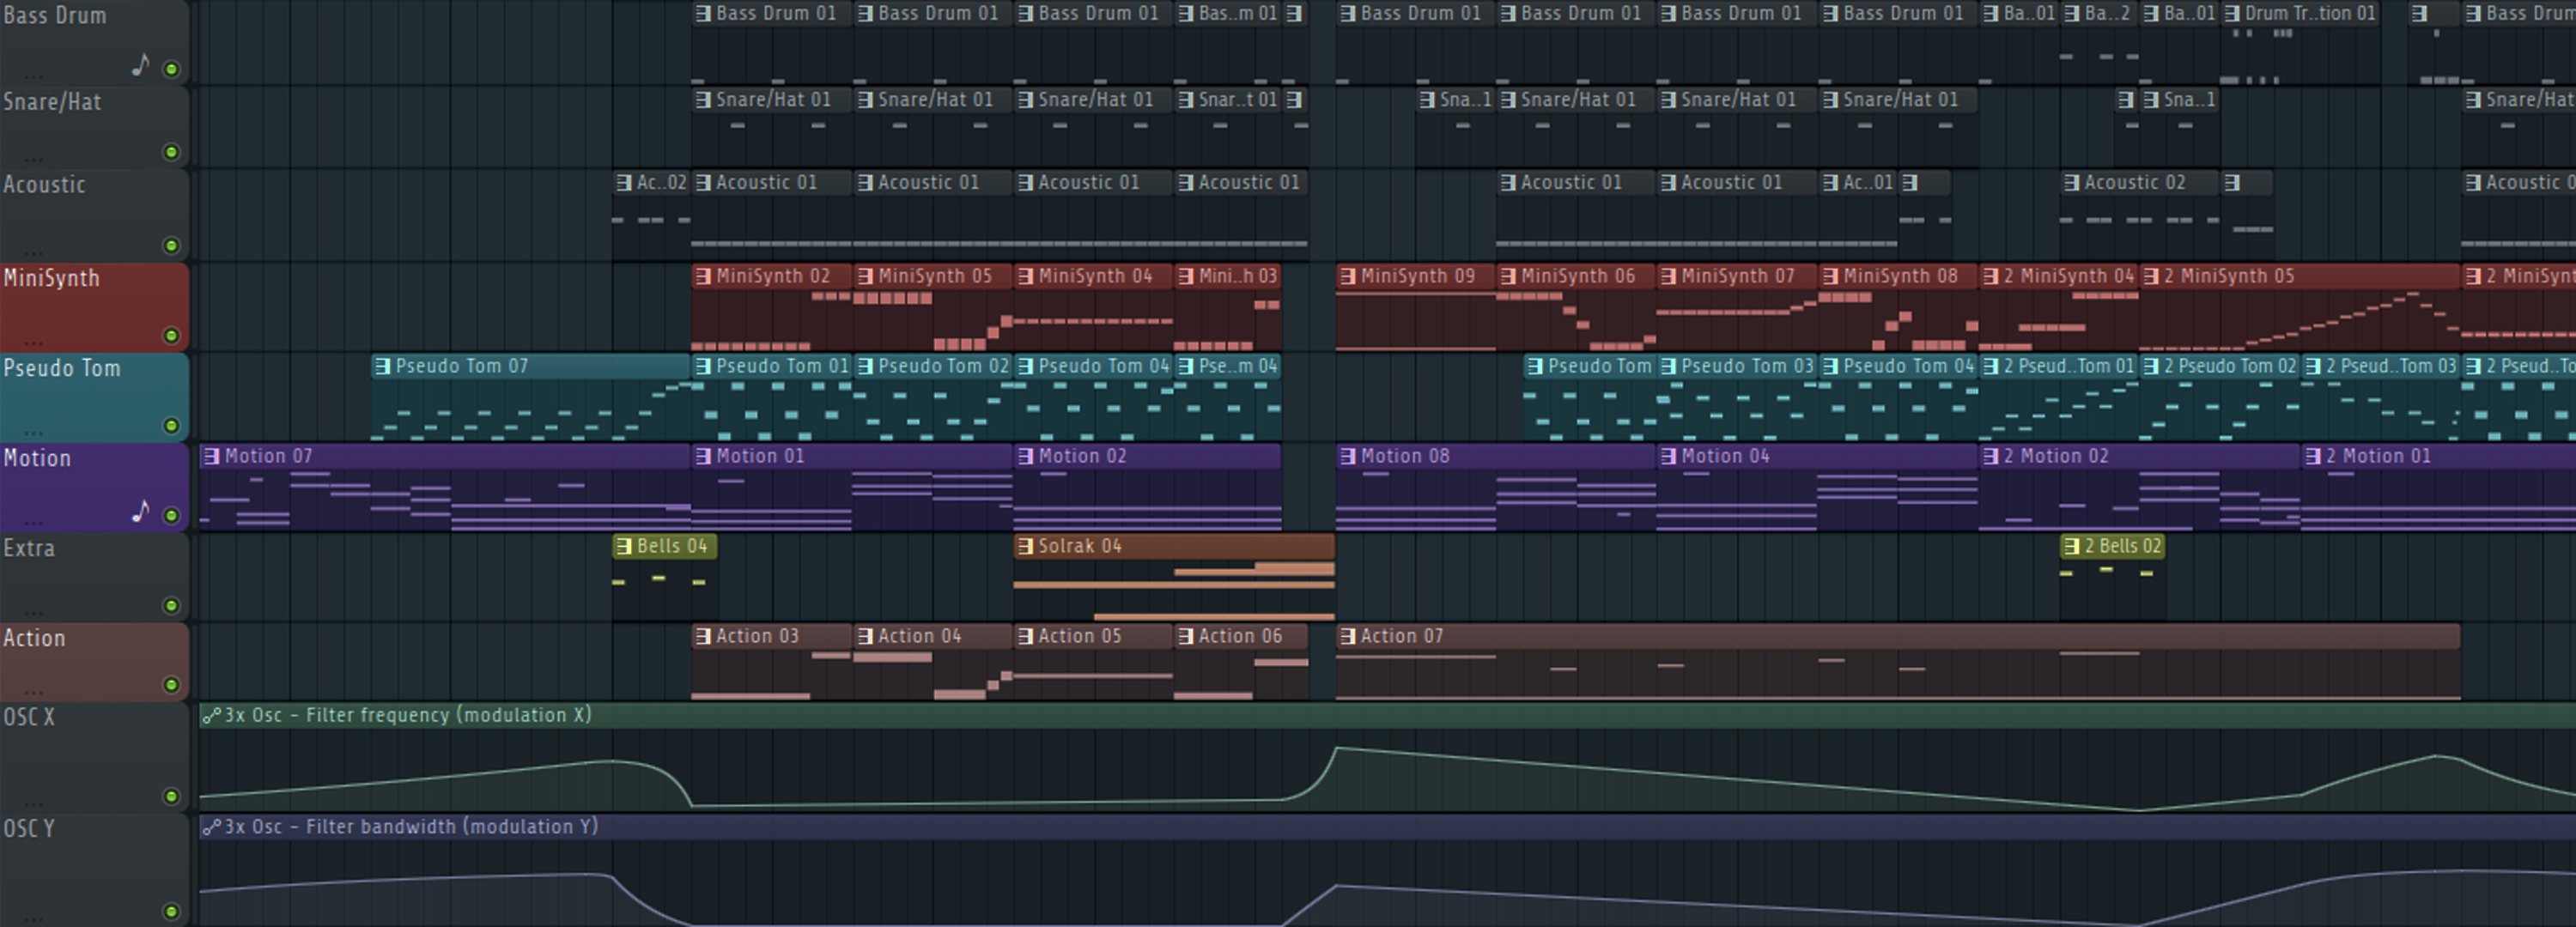 Bass Drum Bass Drum 01 Bass Drum 01 Bass Drum 01 Bas..m 01 Bass Drum 01 Bass Drum 01 Bass Drum 01 Bass Drum 01 Ba..01 Ba..2 Ba..01 Drum Tr..tion 01 Bass Drum
...
Snare/Hat Snare/Hat 01 Snare/Hat 01 Snare/Hat 01 Snar..t 01 Sna..1 Snare/Hat 01 Snare/Hat 01 Snare/Hat 01 Sna..1 Snare/Hat
...
Acoustic Ac..02 Acoustic 01 Acoustic 01 Acoustic 01 Acoustic 01 Acoustic 01 Acoustic 01 Ac..01 Acoustic 02 Acoustic 0
...
MiniSynth MiniSynth 02 MiniSynth 05 MiniSynth 04 Mini..h 03 MiniSynth 09 MiniSynth 06 MiniSynth 07 MiniSynth 08 2 MiniSynth 04 2 MiniSynth 05 2 MiniSynt
...
Pseudo Tom Pseudo Tom 07 Pseudo Tom 01 Pseudo Tom 02 Pseudo Tom 04 Pse..m 04 Pseudo Tom Pseudo Tom 03 Pseudo Tom 04 2 Pseud..Tom 01 2 Pseudo Tom 02 2 Pseud..Tom 03 2 Pseud..To
...
Motion Motion 07 Motion 01 Motion 02 Motion 08 Motion 04 2 Motion 02 2 Motion 01
...
Extra Bells 04 Solrak 04 2 Bells 02
...
Action Action 03 Action 04 Action 05 Action 06 Action 07
...
OSC X 3x Osc - Filter frequency (modulation X)
...
OSC Y 3x Osc - Filter bandwidth (modulation Y)
...